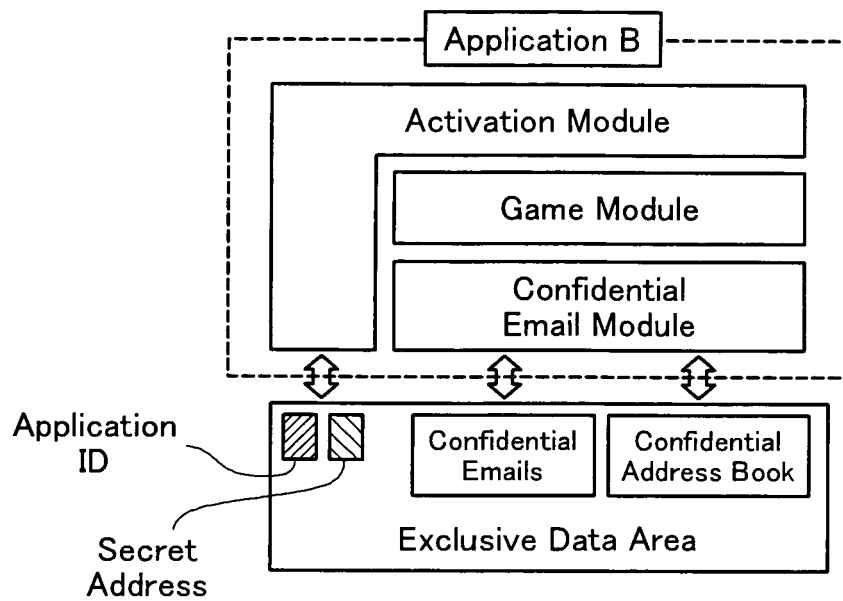 Application B
Activation Module
Game Module
Confidential
Email Module
Application
ID
Confidential
Emails
Confidential
Address Book
Secret
Address
Exclusive Data Area